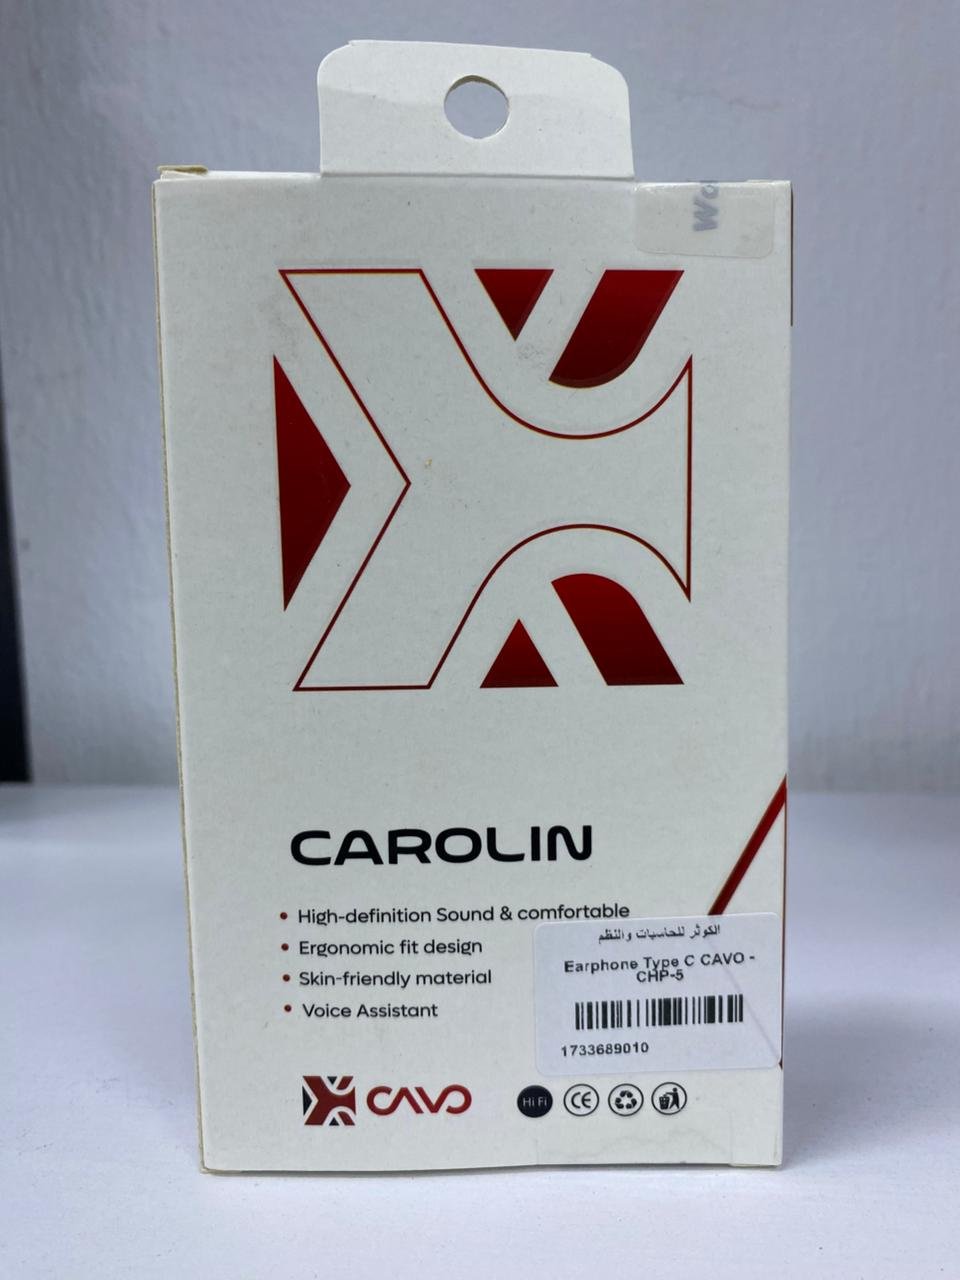 Wo
CAROLIN
• High-definition Sound & comfortable
• Ergonomic fit design
• Skin-friendly material
• Voice Assistant
الكوثر للحاسبات والنظم
Earphone Type C CAVO -
CHP-5
1733689010
CAVO
Hi Fi
CE